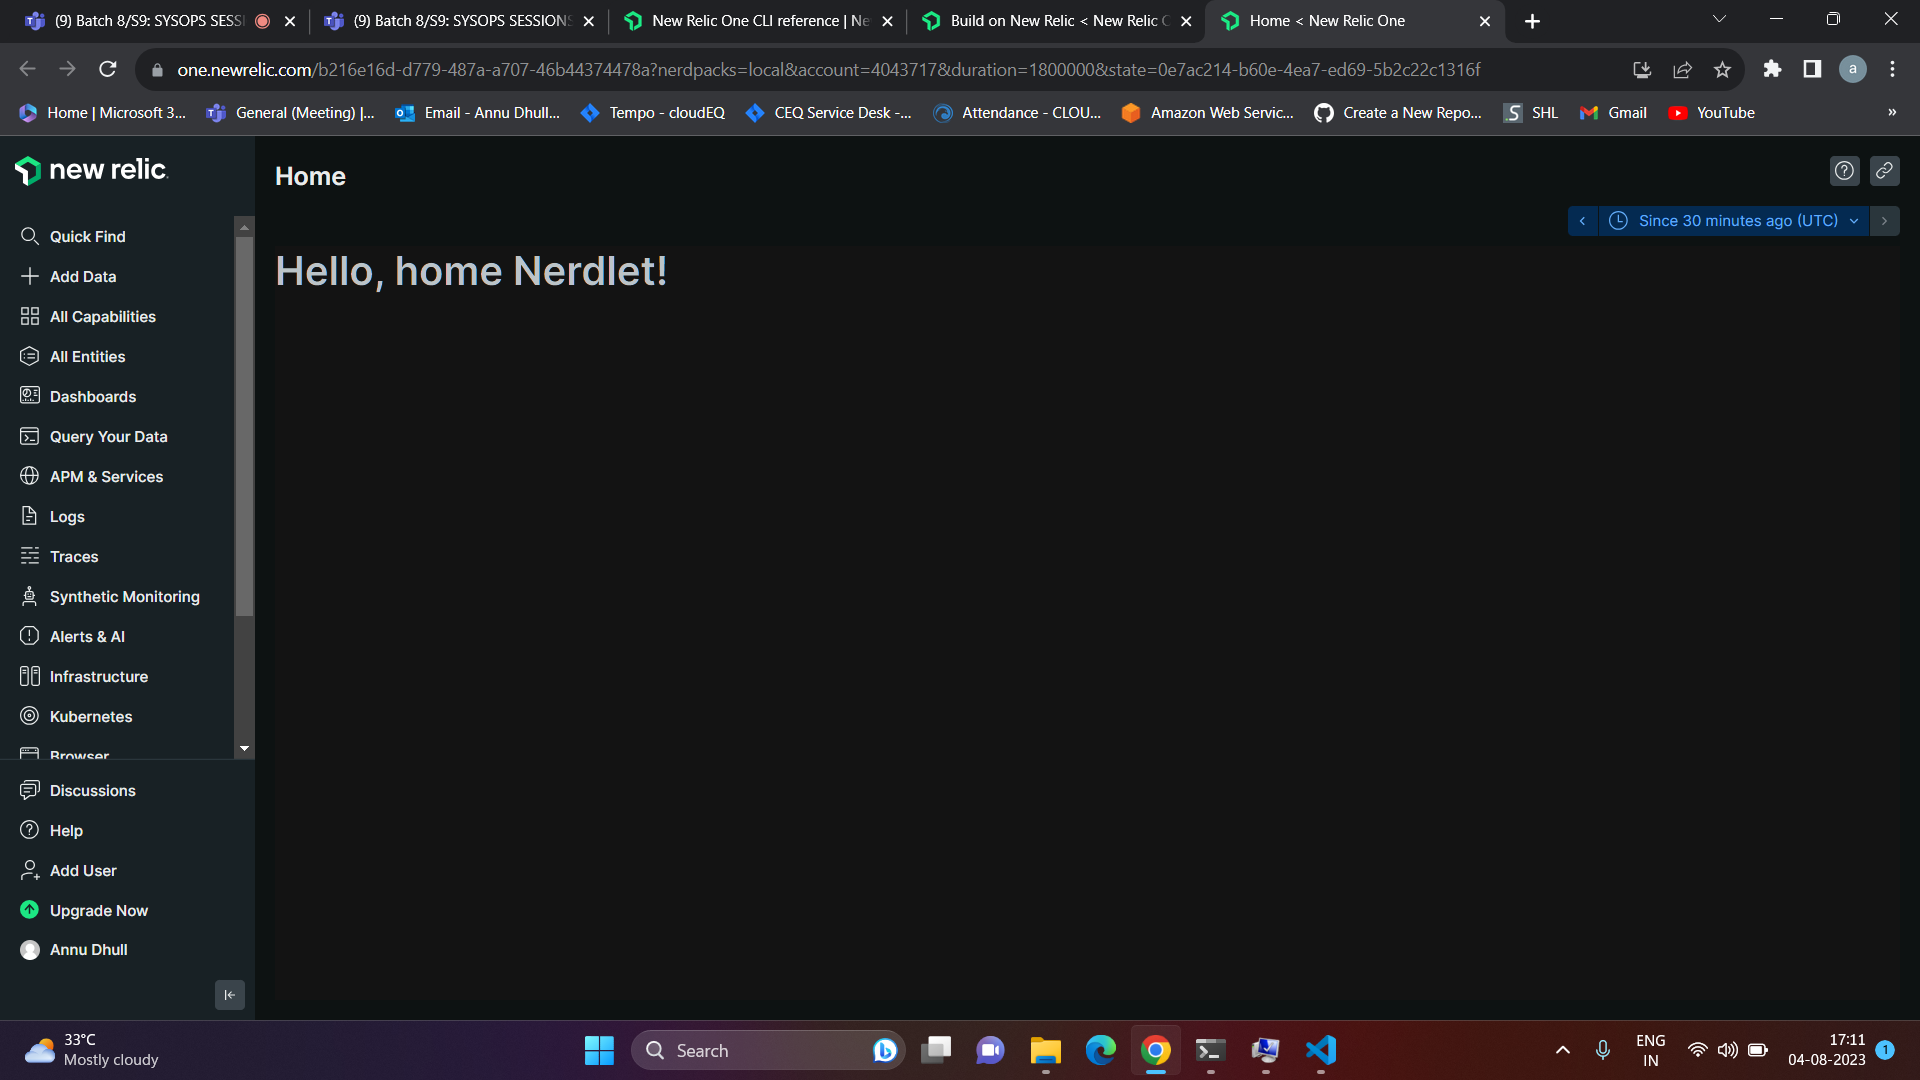 (9) Batch 8/S9: SYSOPS SESSI
(9) Batch 8/S9: SYSOPS SESSIONS
New Relic One CLI reference | Ne
Build on New Relic < New Relic O
Home < New Relic One
one.newrelic.com/b216e16d-d779-487a-a707-46b44374478a?nerdpacks=local&account=4043717&duration=1800000&state=0e7ac214-b60e-4ea7-ed69-5b2c22c1316f
a
Home | Microsoft 3...
General (Meeting) |...
Email - Annu Dhull...
Tempo - cloudEQ
CEQ Service Desk -...
Attendance - CLOU...
Amazon Web Servic...
Create a New Repo...
SHL
Gmail
YouTube
»
new relic
Home
Since 30 minutes ago (UTC)
Hello, home Nerdlet!
Quick Find
Add Data
All Capabilities
All Entities
Dashboards
Query Your Data
APM & Services
Logs
Traces
Synthetic Monitoring
Alerts & AI
Infrastructure
Kubernetes
Browser
Discussions
Help
Add User
Upgrade Now
Annu Dhull
33°C
Mostly cloudy
Search
ENG
IN
17:11
04-08-2023
1